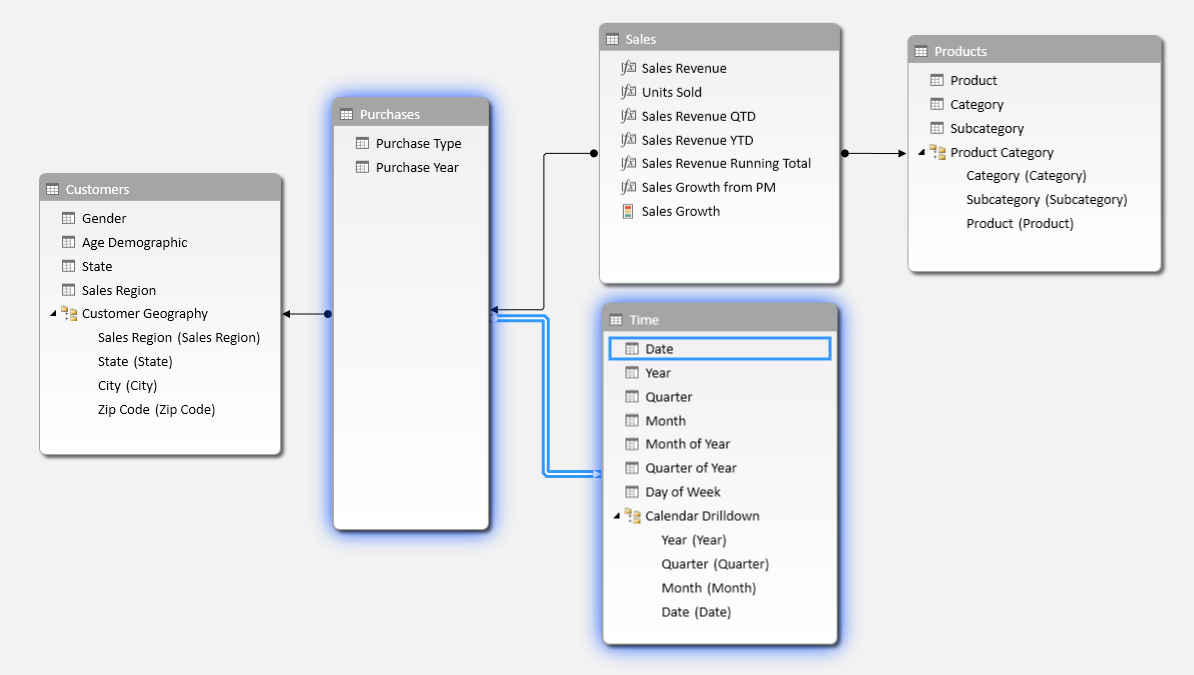 Customers
Gender
Age Demographic
State
Sales Region
Customer Geography
Sales Region (Sales Region)
State (State)
City (City)
Zip Code (Zip Code)
Purchases
Purchase Type
Purchase Year
Sales
Sales Revenue
Units Sold
Sales Revenue QTD
Sales Revenue YTD
Sales Revenue Running Total
Sales Growth from PM
Sales Growth
Time
Date
Year
Quarter
Month
Month of Year
Quarter of Year
Day of Week
Calendar Drilldown
Year (Year)
Quarter (Quarter)
Month (Month)
Date (Date)
Products
Product
Category
Subcategory
Product Category
Category (Category)
Subcategory (Subcategory)
Product (Product)